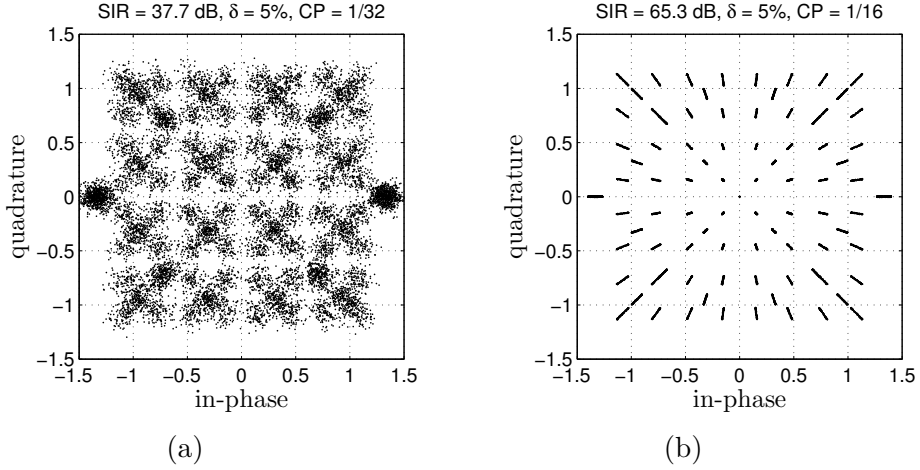 SIR = 37.7 dB, δ = 5%, CP = 1/32
1.5
1
0.5
0
−0.5
−1
−1.5
quadrature
−1.5 −1 −0.5 0 0.5 1 1.5
in-phase
(a)
SIR = 65.3 dB, δ = 5%, CP = 1/16
1.5
1
0.5
0
−0.5
−1
−1.5
quadrature
−1.5 −1 −0.5 0 0.5 1 1.5
in-phase
(b)